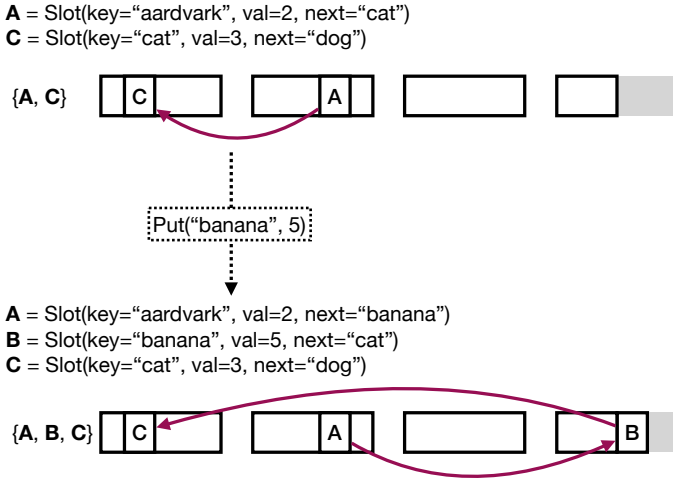 A = Slot(key=“aardvark”, val=2, next=“cat”)
C = Slot(key=“cat”, val=3, next=“dog”)
{A, C} C A
Put(“banana”, 5)
A = Slot(key=“aardvark”, val=2, next=“banana”)
B = Slot(key=“banana”, val=5, next=“cat”)
C = Slot(key=“cat”, val=3, next=“dog”)
{A, B, C} C A B